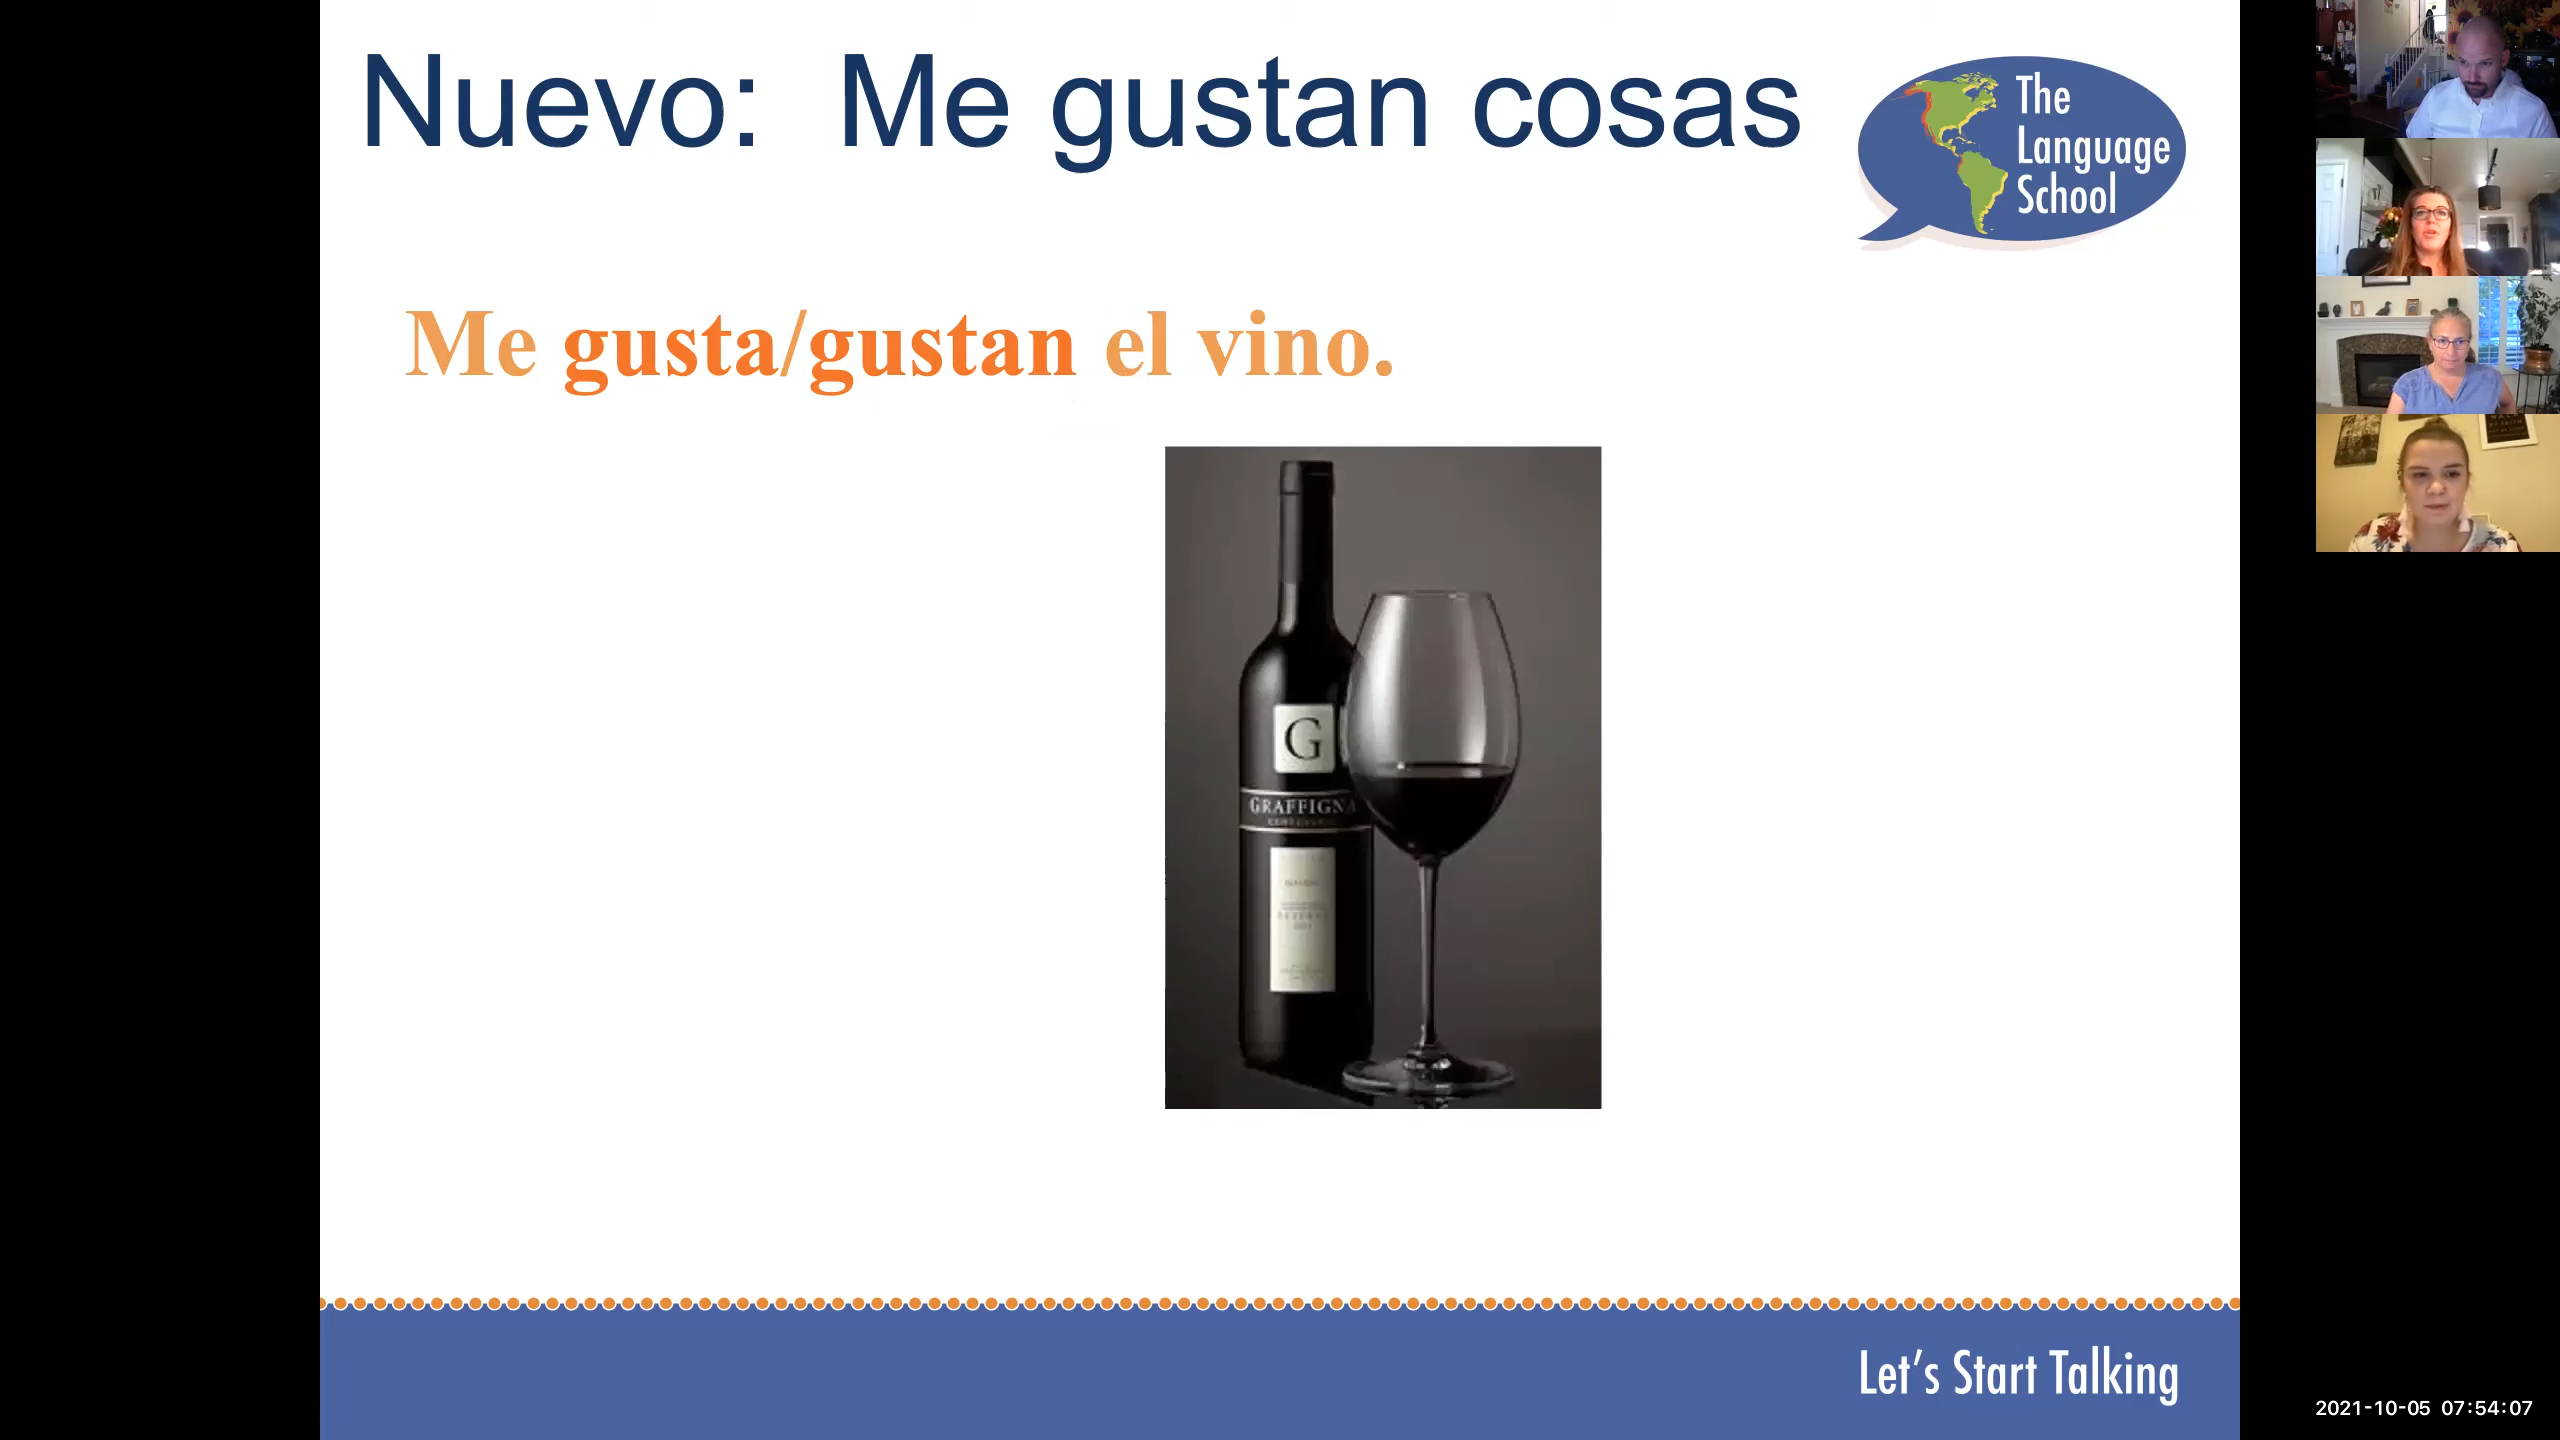 Nuevo: Me gustan cosas
The
Language
School
Me gusta/gustan el vino.
G
GRAFFIGNA
Let's Start Talking
2021-10-05 07:54:07